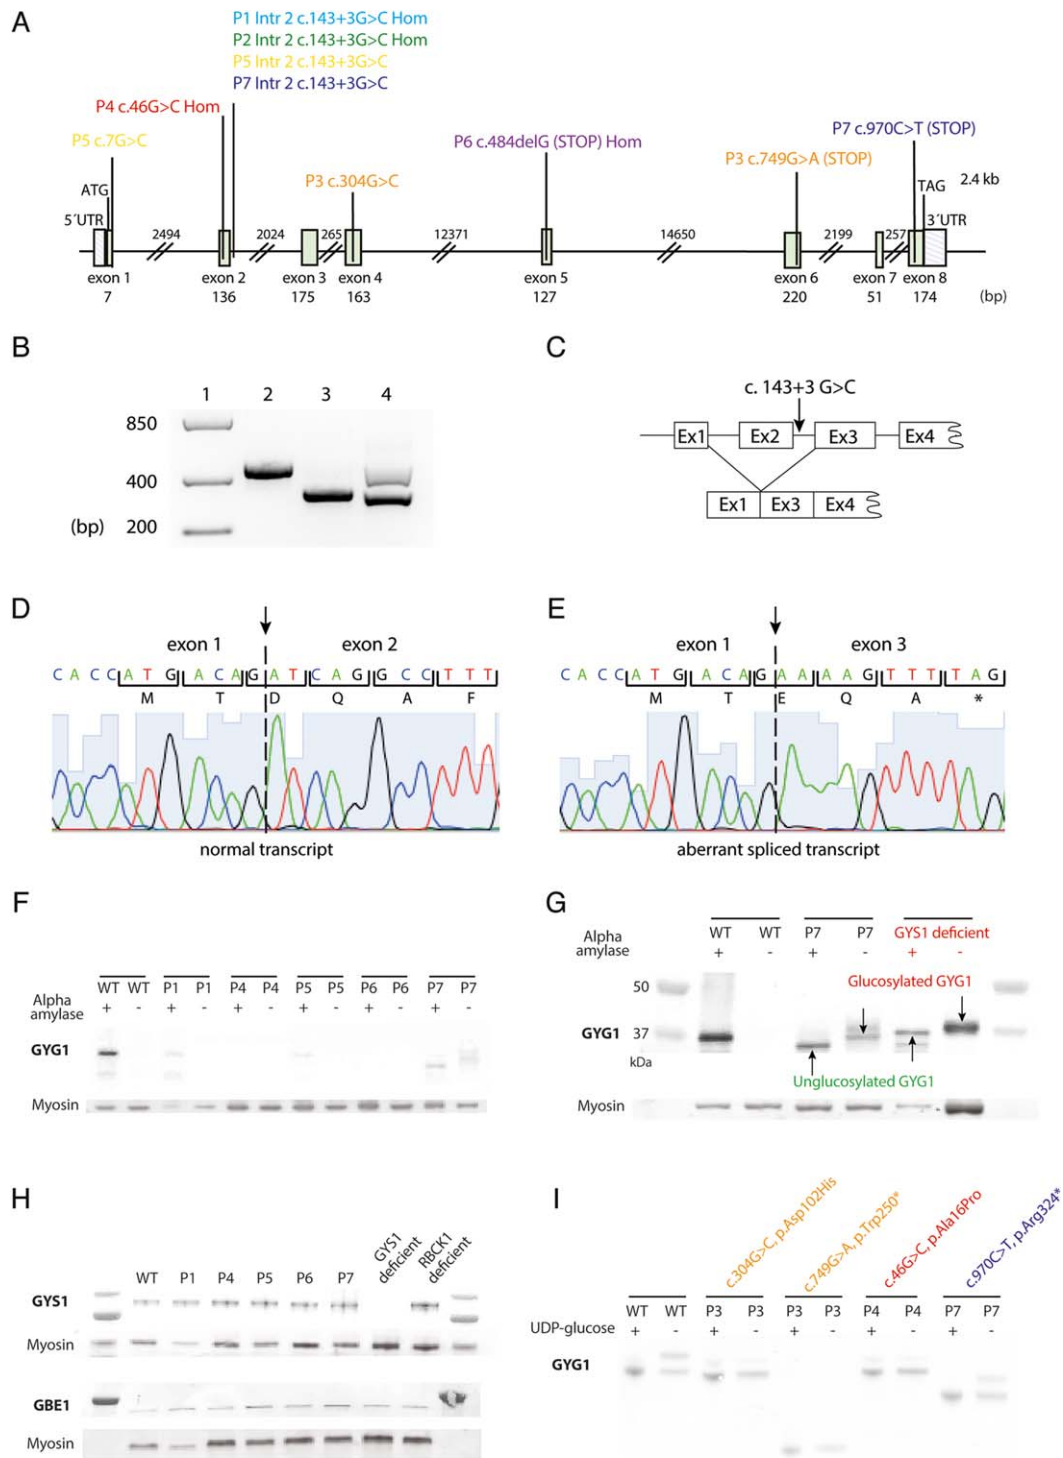 A
P1 Intr 2 c.143+3G>C Hom
P2 Intr 2 c.143+3G>C Hom
P5 Intr 2 c.143+3G>C
P7 Intr 2 c.143+3G>C
P4 c.46G>C Hom
P5 c.7G>C
P6 c.484delG (STOP) Hom
P7 c.970C>T (STOP)
P3 c.304G>C
P3 c.749G>A (STOP)
ATG
TAG
2.4 kb
5´UTR
3´UTR
2494 2024 265 12371 14650 2199 257
exon 1 exon 2 exon 3 exon 4 exon 5 exon 6 exon 7 exon 8
7 136 175 163 127 220 51 174 (bp)
B
1 2 3 4
850
400
200
(bp)
C
c. 143+3 G>C
Ex1 Ex2 Ex3 Ex4
Ex1 Ex3 Ex4
D
exon 1 exon 2
C A C C A T G A C A G A T C A G G C C T T T
M T D Q A F
normal transcript
E
exon 1 exon 3
C A C C A T G A C A G A A A A G T T T T A G
M T E Q A *
aberrant spliced transcript
F
WT WT P1 P1 P4 P4 P5 P5 P6 P6 P7 P7
Alpha
amylase
+ - + - + - + - + - + -
GYG1
Myosin
G
Alpha
amylase
WT WT P7 P7 GYS1 deficient
+ - + - + -
50
Glucosylated GYG1
GYG1
37
kDa
Unglucosylated GYG1
Myosin
H
WT P1 P4 P5 P6 P7 GYS1
deficient
RBCK1
deficient
GYS1
Myosin
GBE1
Myosin
I
c.304G>C, p.Asp102His
c.749G>A, p.Trp250*
c.46G>C, p.Ala16Pro
c.970C>T, p.Arg324*
WT WT P3 P3 P3 P3 P4 P4 P7 P7
UDP-glucose + - + - + - + - + -
GYG1